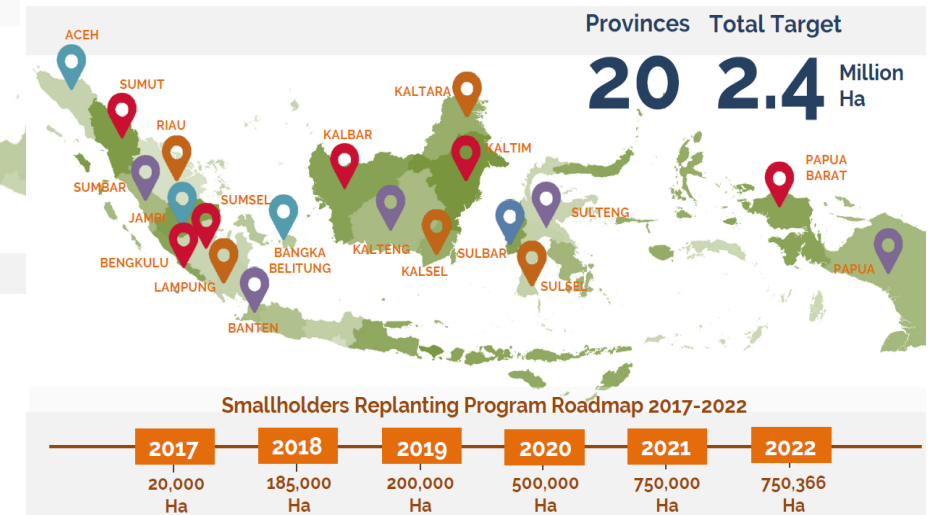 Provinces
20
Total Target
2.4 Million
Ha
ACEH
SUMUT
RIAU
SUMBAR
JAMBI
SUMSEL
BENGKULU
LAMPUNG
BANGKA
BELITUNG
BANTEN
KALBAR
KALTARA
KALTIM
KALTENG
KALSEL
SULBAR
SULTENG
SULSEL
PAPUA
BARAT
PAPUA
Smallholders Replanting Program Roadmap 2017-2022
2017
20,000
Ha
2018
185,000
Ha
2019
200,000
Ha
2020
500,000
Ha
2021
750,000
Ha
2022
750,366
Ha